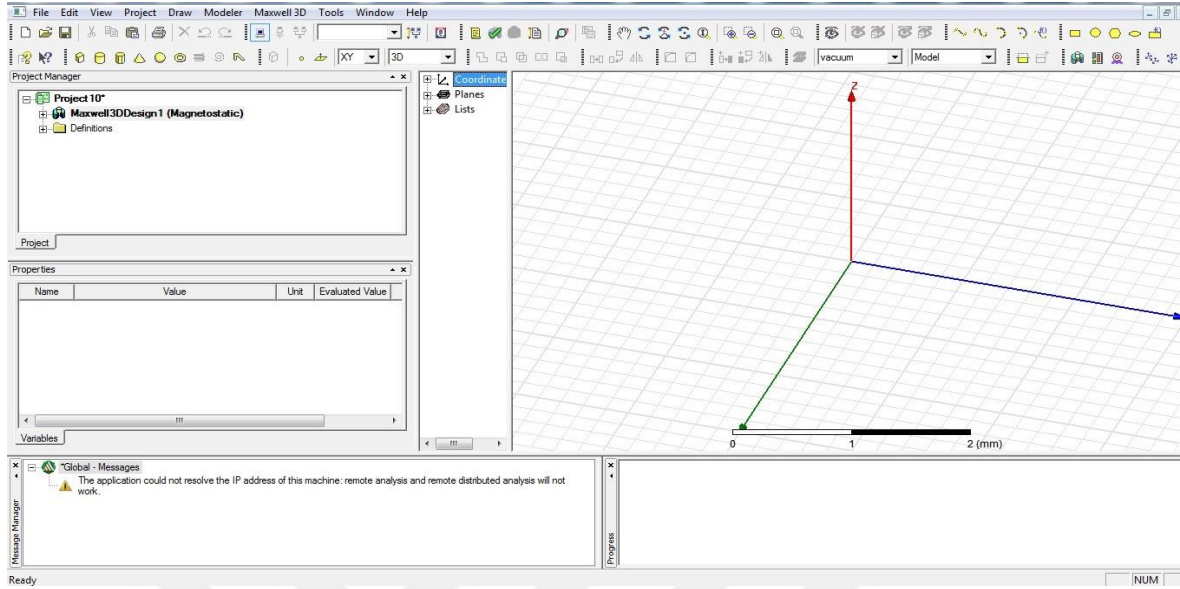 File Edit View Project Draw Modeler Maxwell 3D Tools Window Help
XY 3D vacuum Model
Project Manager
Project10*
Maxwell3DDesign1 (Magnetostatic)
Definitions
Project
Coordinate
Planes
Lists
Z
Properties
Name Value Unit Evaluated Value
Variables
0 1 2 (mm)
*Global - Messages
The application could not resolve the IP address of this machine: remote analysis and remote distributed analysis will not
work.
Message Manager
Progress
Ready NUM